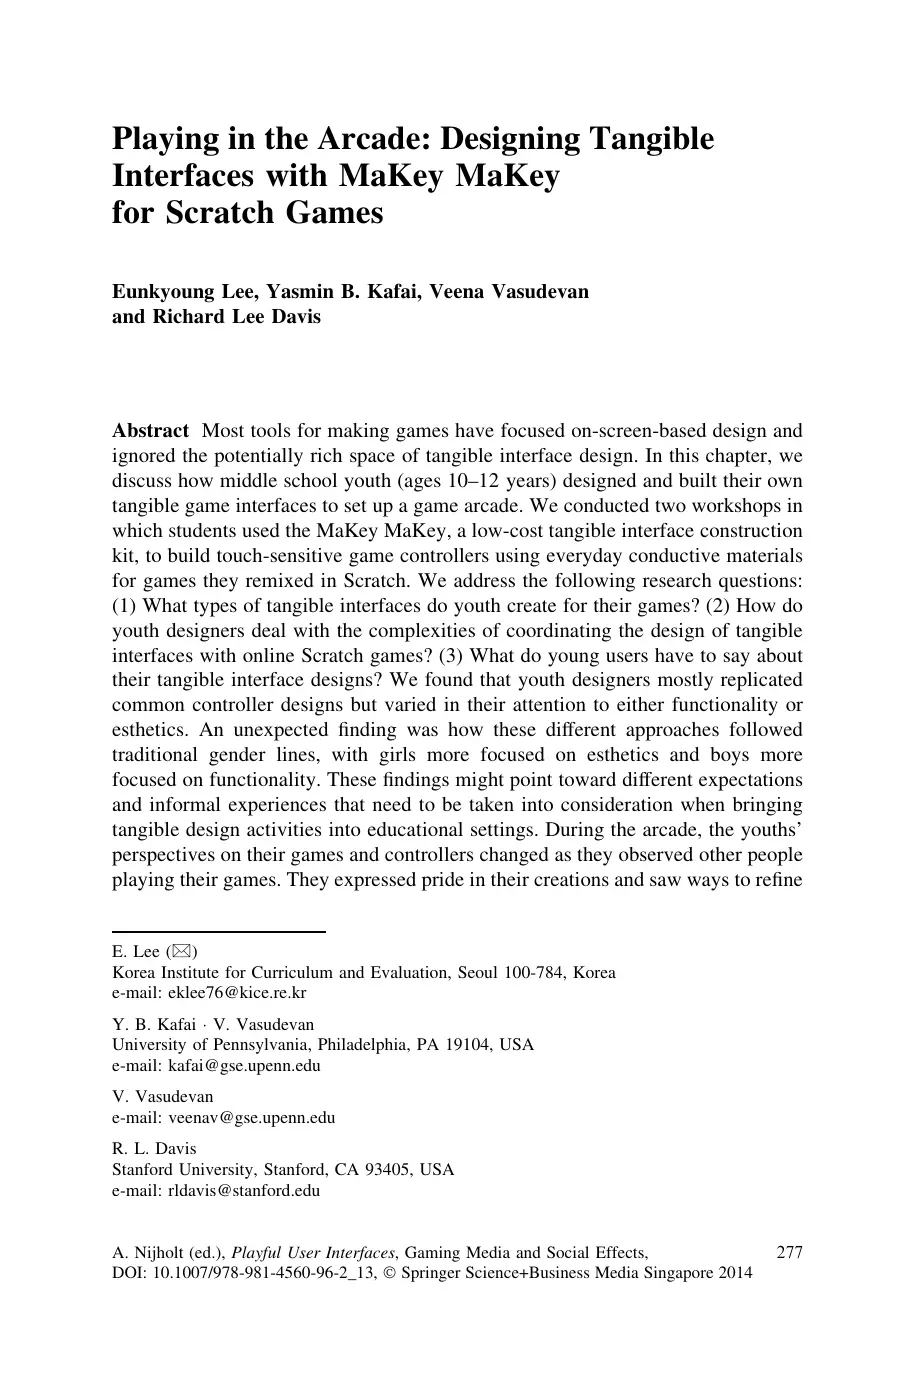 Playing in the Arcade: Designing Tangible
Interfaces with MaKey MaKey
for Scratch Games
Eunkyoung Lee, Yasmin B. Kafai, Veena Vasudevan
and Richard Lee Davis
Abstract Most tools for making games have focused on-screen-based design and
ignored the potentially rich space of tangible interface design. In this chapter, we
discuss how middle school youth (ages 10–12 years) designed and built their own
tangible game interfaces to set up a game arcade. We conducted two workshops in
which students used the MaKey MaKey, a low-cost tangible interface construction
kit, to build touch-sensitive game controllers using everyday conductive materials
for games they remixed in Scratch. We address the following research questions:
(1) What types of tangible interfaces do youth create for their games? (2) How do
youth designers deal with the complexities of coordinating the design of tangible
interfaces with online Scratch games? (3) What do young users have to say about
their tangible interface designs? We found that youth designers mostly replicated
common controller designs but varied in their attention to either functionality or
esthetics. An unexpected finding was how these different approaches followed
traditional gender lines, with girls more focused on esthetics and boys more
focused on functionality. These findings might point toward different expectations
and informal experiences that need to be taken into consideration when bringing
tangible design activities into educational settings. During the arcade, the youths’
perspectives on their games and controllers changed as they observed other people
playing their games. They expressed pride in their creations and saw ways to refine
E. Lee (✉)
Korea Institute for Curriculum and Evaluation, Seoul 100-784, Korea
e-mail: eklee76@kice.re.kr
Y. B. Kafai · V. Vasudevan
University of Pennsylvania, Philadelphia, PA 19104, USA
e-mail: kafai@gse.upenn.edu
V. Vasudevan
e-mail: veenav@gse.upenn.edu
R. L. Davis
Stanford University, Stanford, CA 93405, USA
e-mail: rldavis@stanford.edu
A. Nijholt (ed.), Playful User Interfaces, Gaming Media and Social Effects, 277
DOI: 10.1007/978-981-4560-96-2_13, © Springer Science+Business Media Singapore 2014